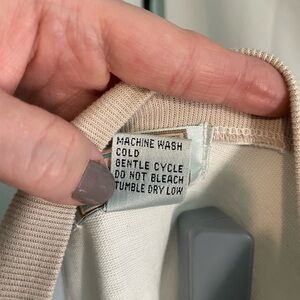 MACHINE WASH
COLD
GENTLE CYCLE
DO NOT BLEACH
TUMBLE DRY LOW